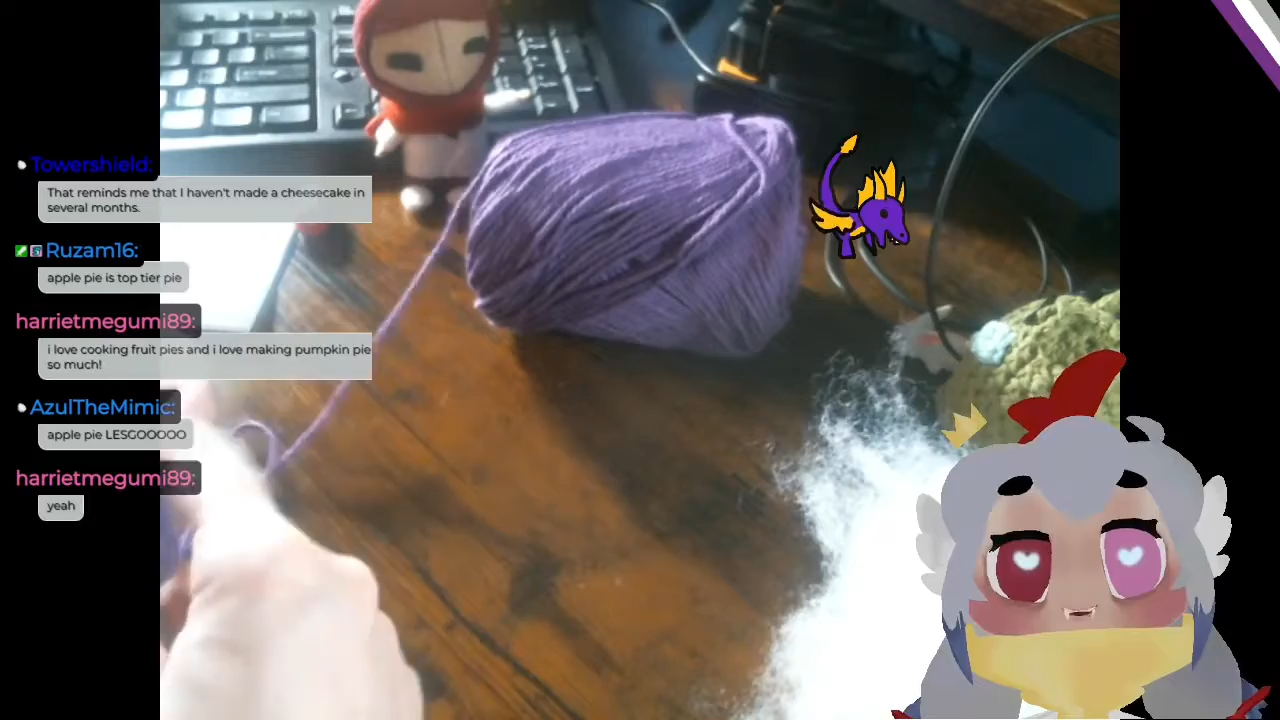 Towershield:
That reminds me that I haven't made a cheesecake in
several months.
Ruzam16:
apple pie is top tier pie
harrietmegumi89:
i love cooking fruit pies and i love making pumpkin pie
so much!
AzulTheMimic:
apple pie LESGOOOOO
harrietmegumi89:
yeah